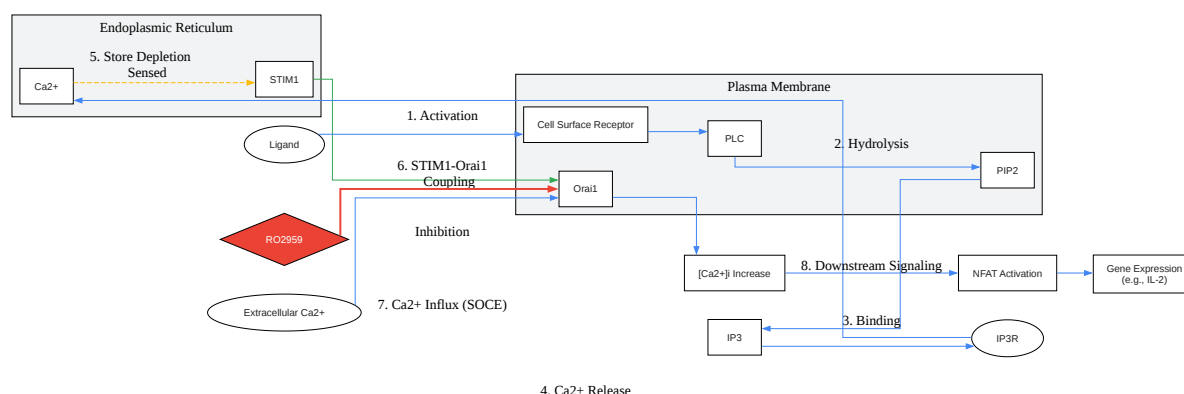 Endoplasmic Reticulum
5. Store Depletion
Sensed
Ca2+
STIM1
Plasma Membrane
1. Activation
Cell Surface Receptor
PLC
2. Hydrolysis
Ligand
PIP2
6. STIM1-Orai1
Coupling
Orai1
RO2959
Inhibition
[Ca2+]i Increase
8. Downstream Signaling
NFAT Activation
Gene Expression
(e.g., IL-2)
Extracellular Ca2+
7. Ca2+ Influx (SOCE)
3. Binding
IP3
IP3R
4. Ca2+ Release